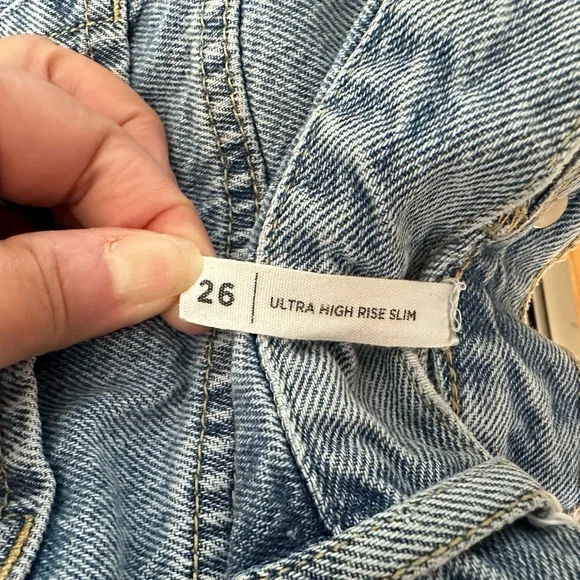 26 | ULTRA HIGH RISE SLIM